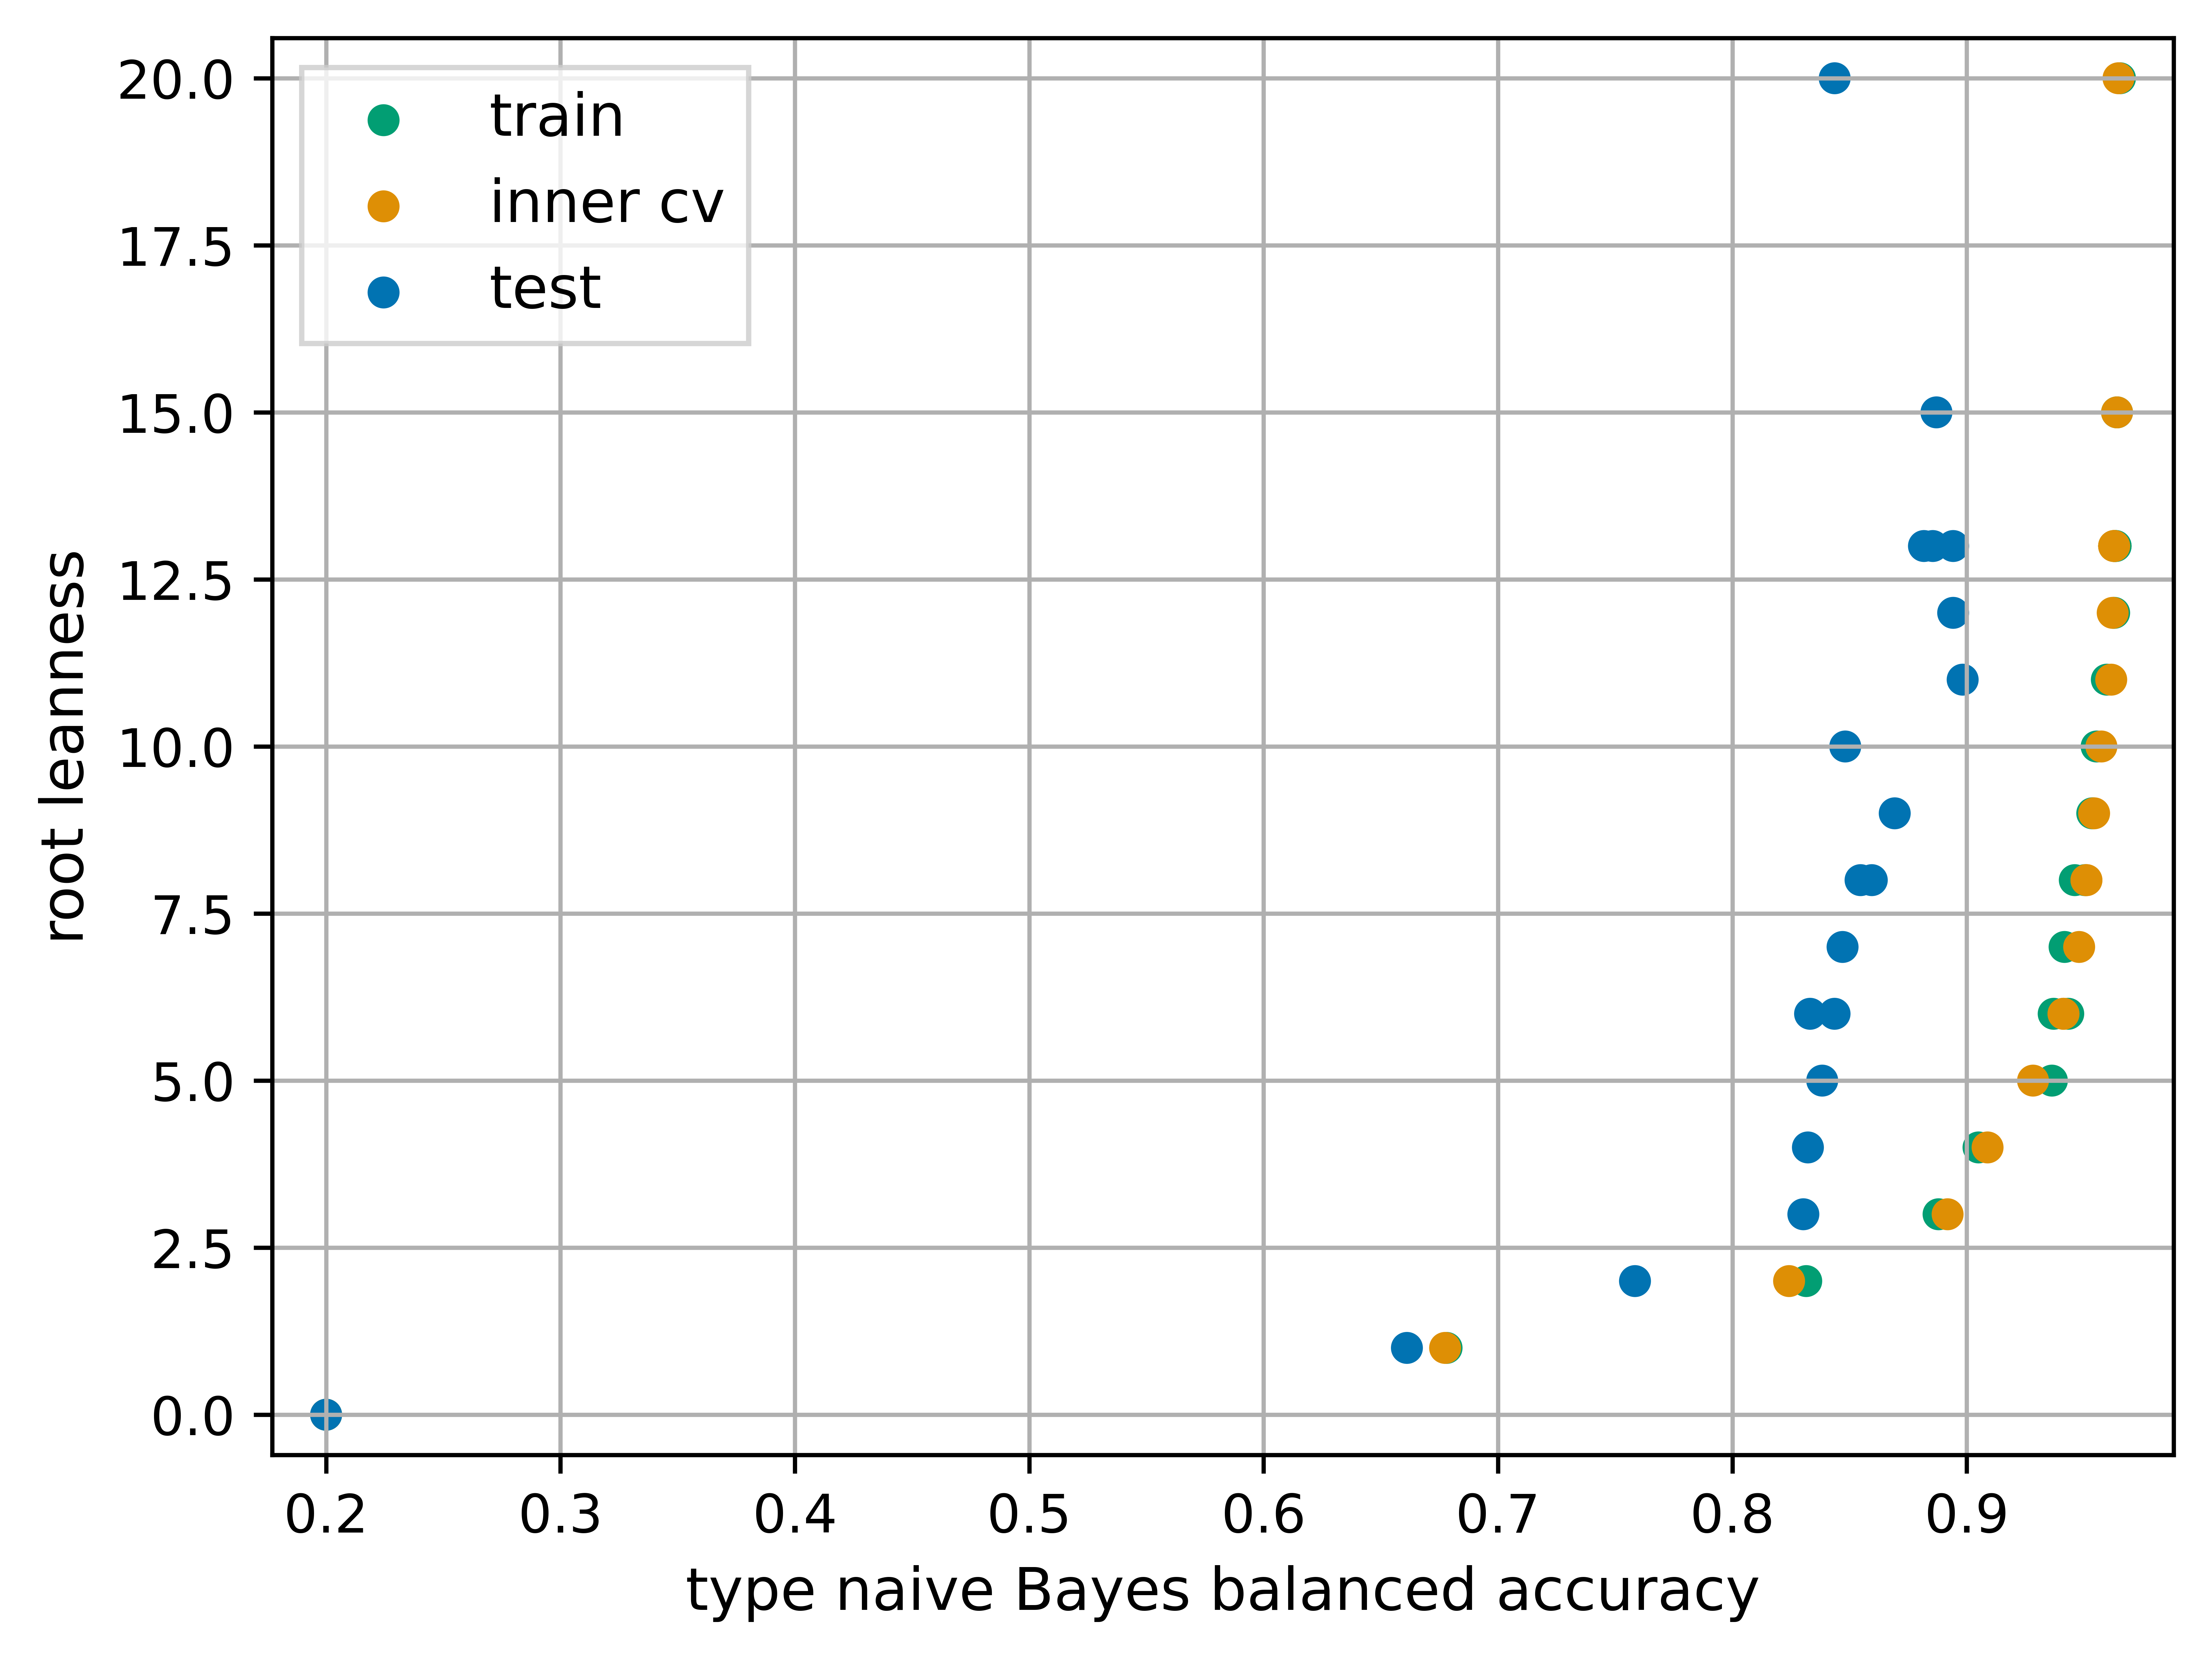 20.0
17.5
15.0
12.5
10.0
7.5
5.0
2.5
0.0
root leanness
train
inner cv
test
0.2 0.3 0.4 0.5 0.6 0.7 0.8 0.9
type naive Bayes balanced accuracy